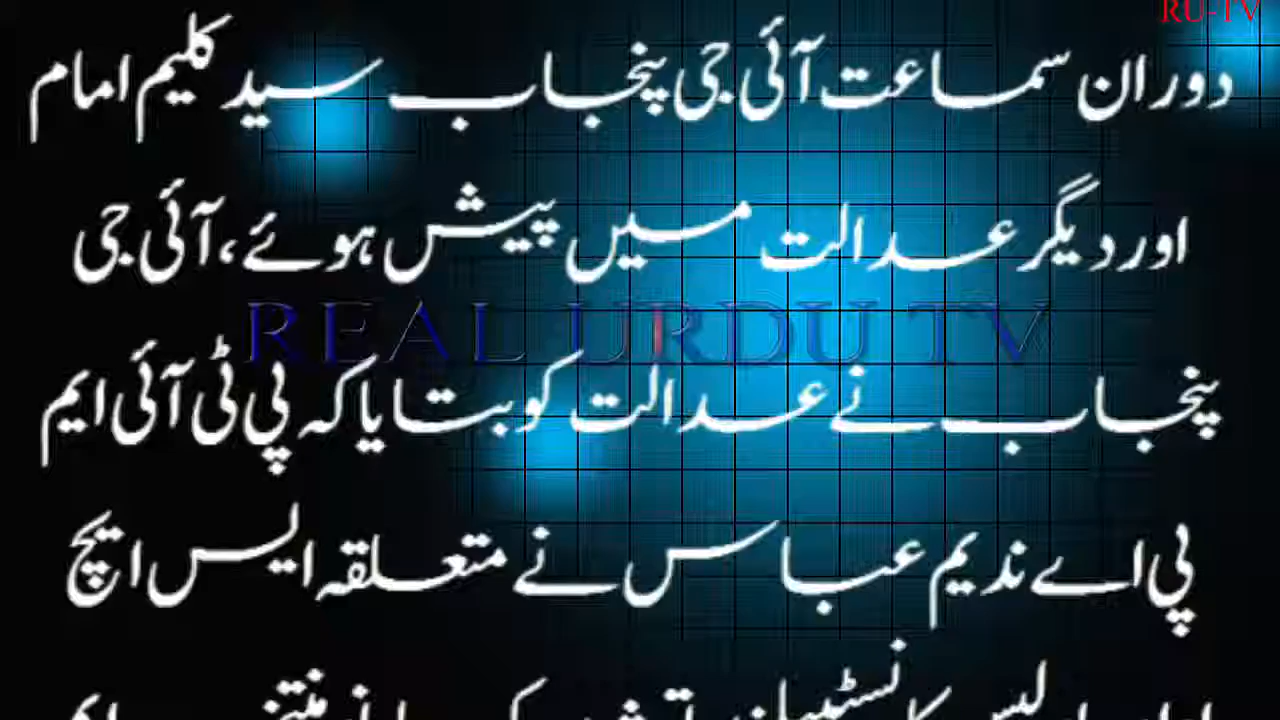 RU-TV
دوران سماعت آئی جی پنجاب سید کلیم امام
اور دیگر عدالت میں پیش ہوئے، آئی جی
REAL URDU TV
پنجاب نے عدالت کو بتایا کہ پی ٹی آئی ایم
پی اے ندیم عباس نے متعلقہ ایس ایچ